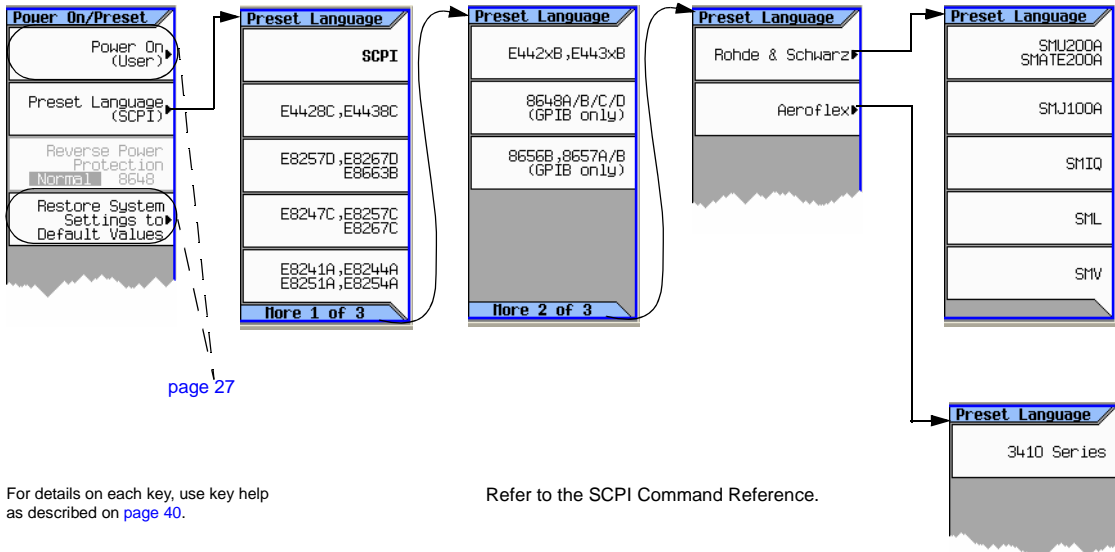 Power On/Preset
Power On
(User)
Preset Language
(SCPI)
Reverse Power
Protection
Normal 8648
Restore System
Settings to
Default Values
page 27
Preset Language
SCPI
E4428C,E4438C
E8257D,E8267D
E8663B
E8247C,E8257C
E8267C
E8241A,E8244A
E8251A,E8254A
More 1 of 3
Preset Language
E442xB,E443xB
8648A/B/C/D
(GPIB only)
8656B,8657A/B
(GPIB only)
More 2 of 3
Preset Language
Rohde & Schwarz
Aeroflex
Preset Language
SMU200A
SMATE200A
SMJ100A
SMIQ
SML
SMV
Preset Language
3410 Series
For details on each key, use key help
as described on page 40.
Refer to the SCPI Command Reference.